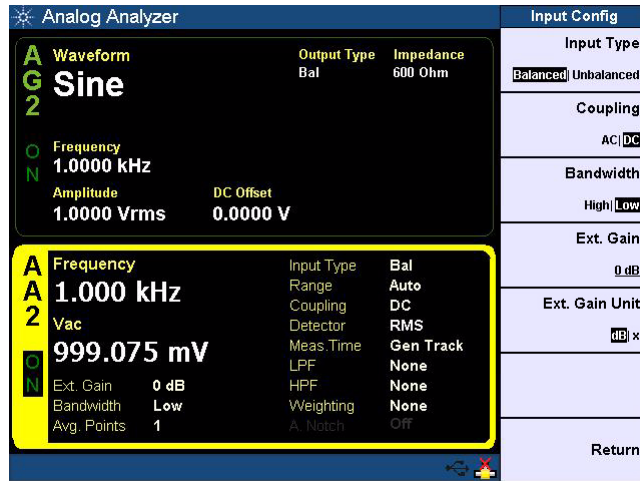 Analog Analyzer
AG2
ON
Waveform
Sine
Output Type
Bal
Impedance
600 Ohm
Frequency
1.0000 kHz
Amplitude
1.0000 Vrms
DC Offset
0.0000 V
AA2
ON
Frequency
1.000 kHz
Vac
999.075 mV
Ext. Gain 0 dB
Bandwidth Low
Avg. Points 1
Input Type Bal
Range Auto
Coupling DC
Detector RMS
Meas.Time Gen Track
LPF None
HPF None
Weighting None
A. Notch Off
Input Config
Input Type
Balanced| Unbalanced
Coupling
AC| DC
Bandwidth
High| Low
Ext. Gain
0 dB
Ext. Gain Unit
dB| x
Return